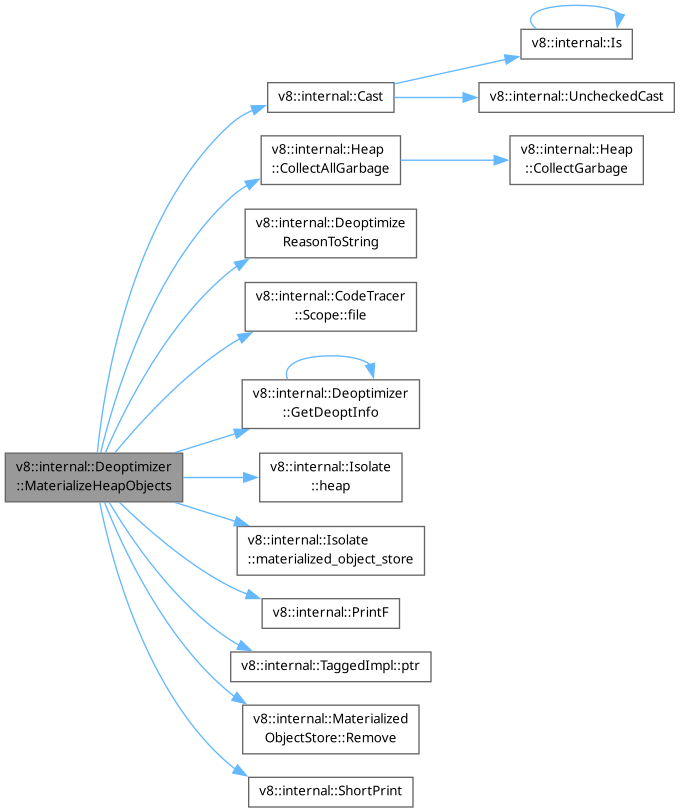 v8::internal::Is
v8::internal::Cast
v8::internal::UncheckedCast
v8::internal::Heap
::CollectAllGarbage
v8::internal::Heap
::CollectGarbage
v8::internal::Deoptimize
ReasonToString
v8::internal::CodeTracer
::Scope::file
v8::internal::Deoptimizer
::GetDeoptInfo
v8::internal::Deoptimizer
::MaterializeHeapObjects
v8::internal::Isolate
::heap
v8::internal::Isolate
::materialized_object_store
v8::internal::PrintF
v8::internal::TaggedImpl::ptr
v8::internal::Materialized
ObjectStore::Remove
v8::internal::ShortPrint